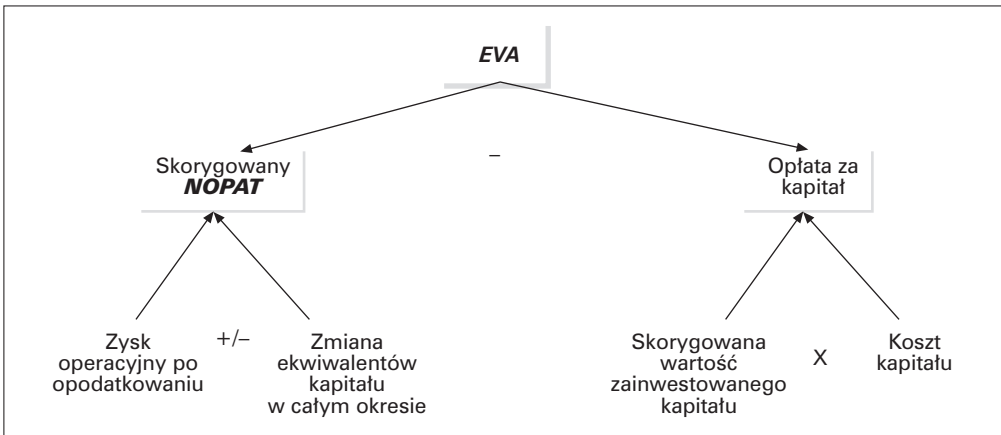 EVA
Skorygowany
NOPAT
–
Opłata za
kapitał
Zysk
operacyjny po
opodatkowaniu
+/–
Zmiana
ekwiwalentów
kapitału
w całym okresie
Skorygowana
wartość
zainwestowanego
kapitału
X
Koszt
kapitału